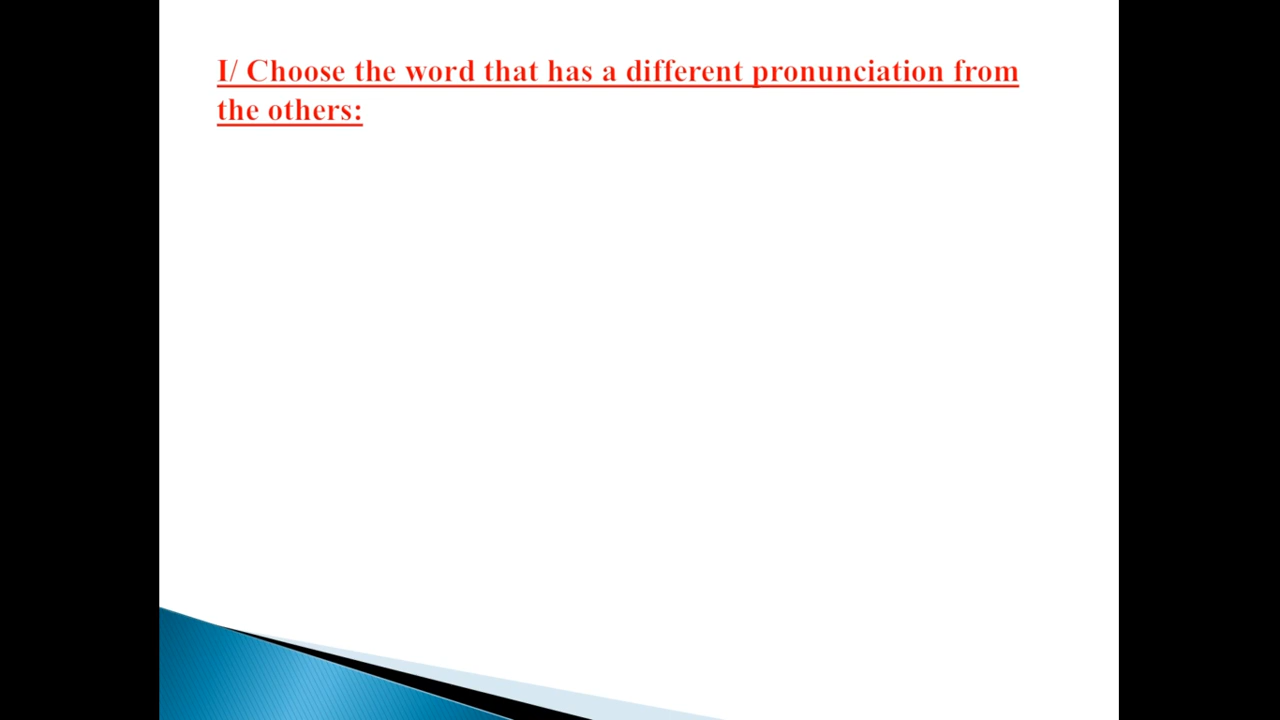 I/ Choose the word that has a different pronunciation from
the others: